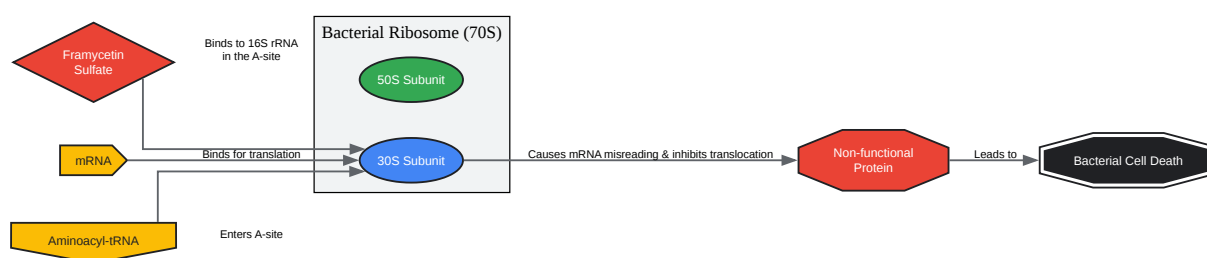 Framycetin
Sulfate
Binds to 16S rRNA
in the A-site
Bacterial Ribosome (70S)
50S Subunit
mRNA
Binds for translation
30S Subunit
Causes mRNA misreading & inhibits translocation
Non-functional
Protein
Leads to
Bacterial Cell Death
Aminoacyl-tRNA
Enters A-site